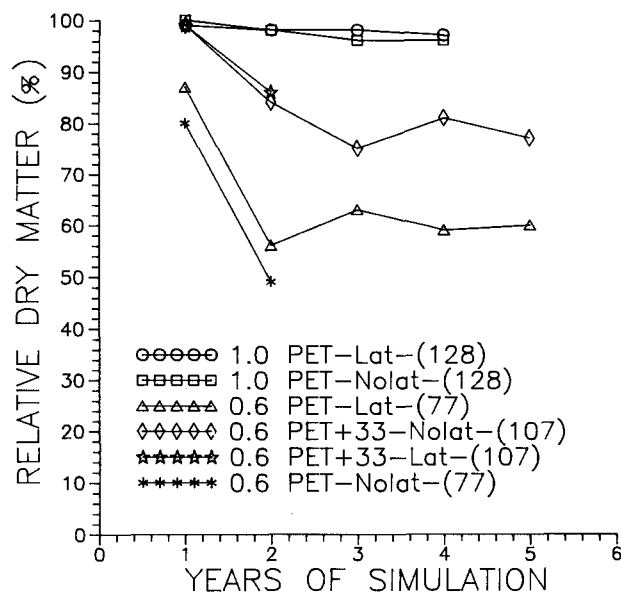 RELATIVE DRY MATTER (%)
100
90
80
70
60
50
40
30
20
10
0
1.0 PET-Lat-(128)
1.0 PET-Nolat-(128)
0.6 PET-Lat-(77)
0.6 PET+33-Nolat-(107)
0.6 PET+33-Lat-(107)
0.6 PET-Nolat-(77)
0 1 2 3 4 5 6
YEARS OF SIMULATION